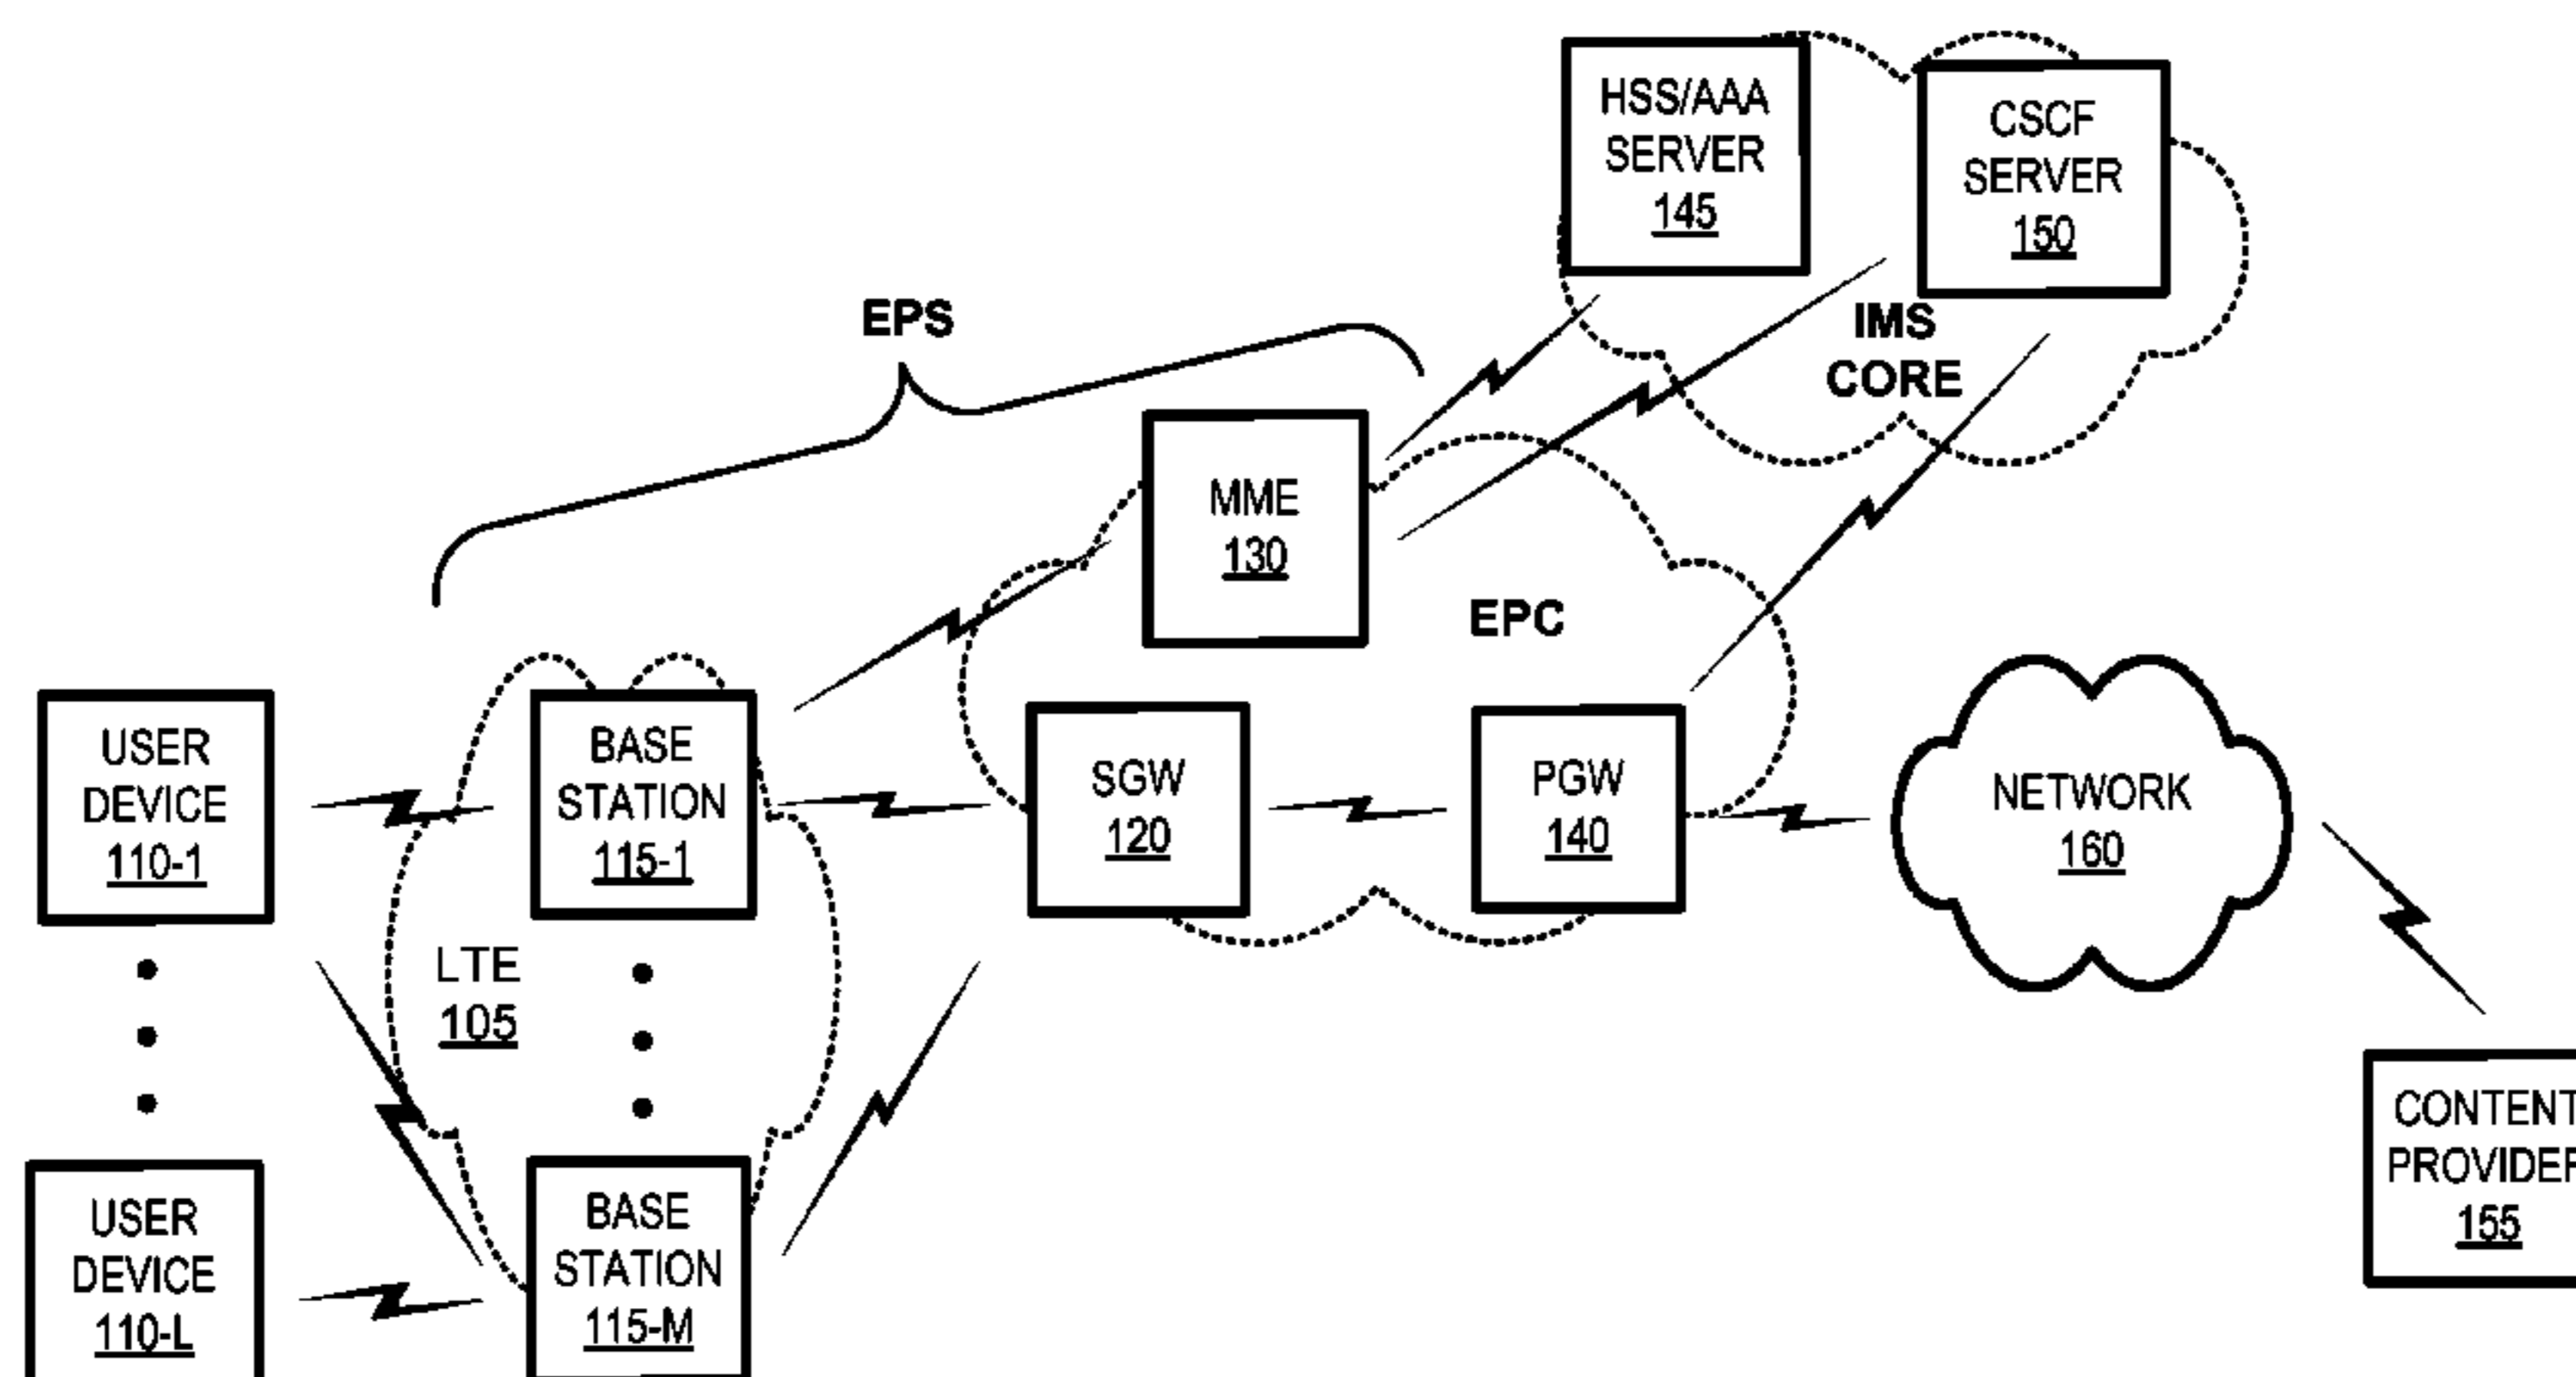 HSS/AAA
SERVER
145
CSCF
SERVER
150
EPS
IMS
CORE
MME
130
EPC
USER
DEVICE
110-1
BASE
STATION
115-1
SGW
120
PGW
140
NETWORK
160
LTE
105
CONTENT
PROVIDER
155
USER
DEVICE
110-L
BASE
STATION
115-M